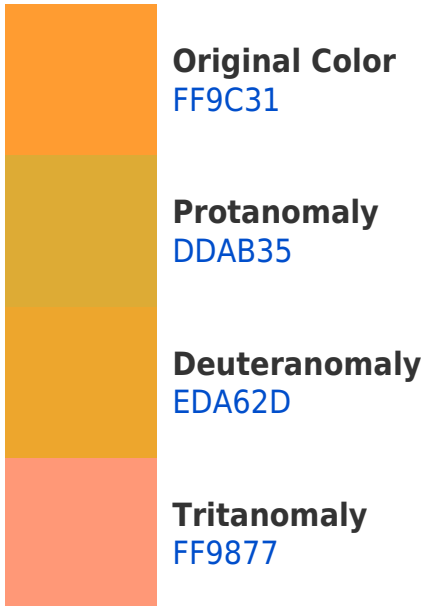 Original Color
FF9C31
Protanomaly
DDAB35
Deuteranomaly
EDA62D
Tritanomaly
FF9877